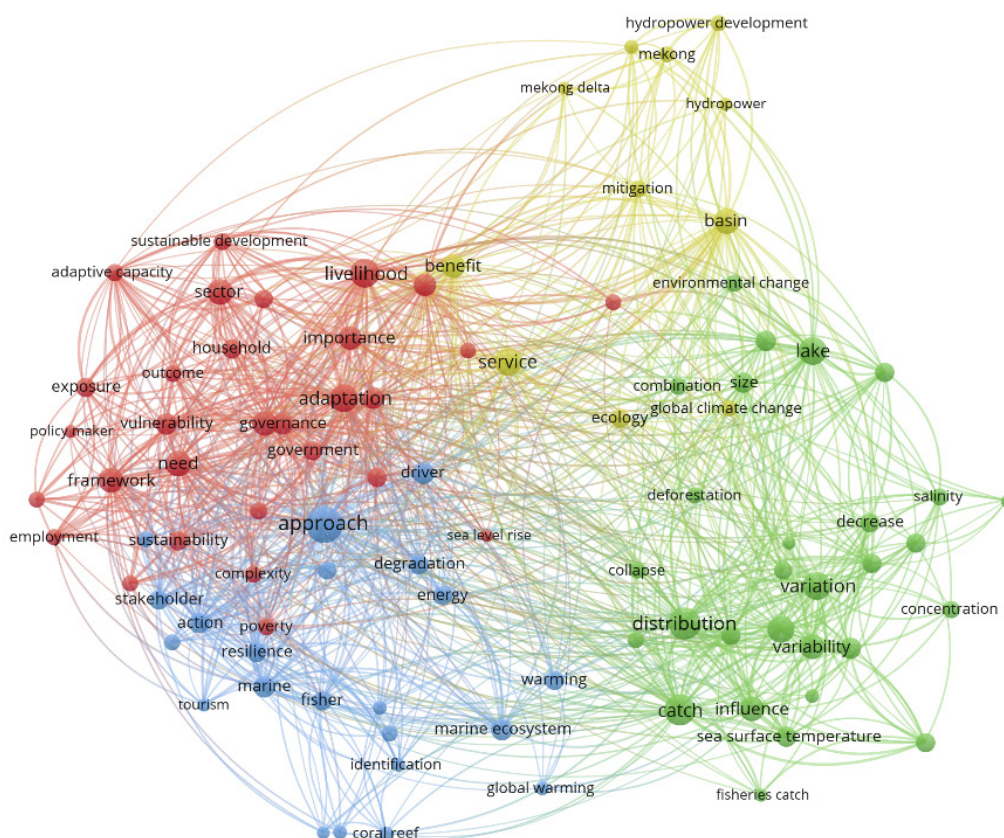 hydropower development
mekong
mekong delta
hydropower
mitigation
basin
sustainable development
adaptive capacity
livelihood
benefit
environmental change
sector
importance
household
service
lake
outcome
exposure
combination
size
adaptation
global climate change
policy maker
vulnerability
governance
ecology
government
need
framework
driver
deforestation
salinity
approach
decrease
employment
sustainability
sea level rise
complexity
degradation
collapse
variation
stakeholder
energy
concentration
action
poverty
distribution
resilience
variability
marine
warming
tourism
fisher
catch
influence
marine ecosystem
sea surface temperature
identification
global warming
fisheries catch
coral reef